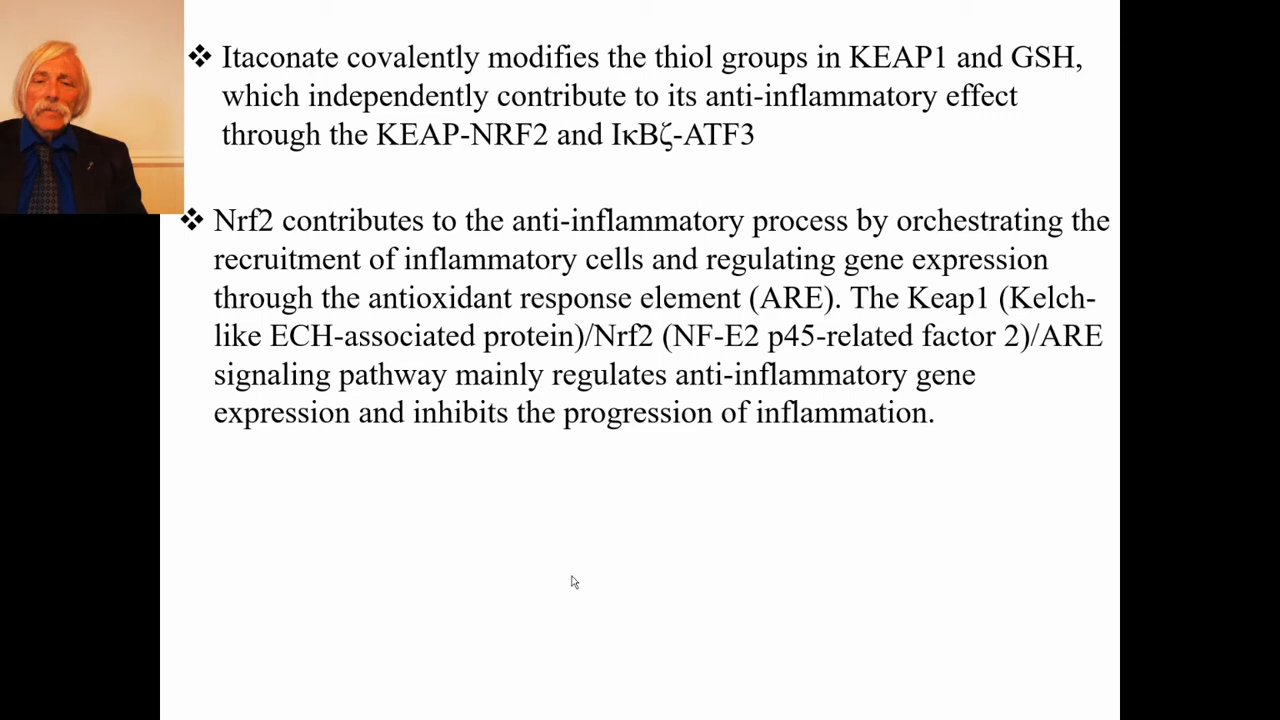 ❖ Itaconate covalently modifies the thiol groups in KEAP1 and GSH,
which independently contribute to its anti-inflammatory effect
through the KEAP-NRF2 and IκBζ-ATF3
❖ Nrf2 contributes to the anti-inflammatory process by orchestrating the
recruitment of inflammatory cells and regulating gene expression
through the antioxidant response element (ARE). The Keap1 (Kelch-
like ECH-associated protein)/Nrf2 (NF-E2 p45-related factor 2)/ARE
signaling pathway mainly regulates anti-inflammatory gene
expression and inhibits the progression of inflammation.